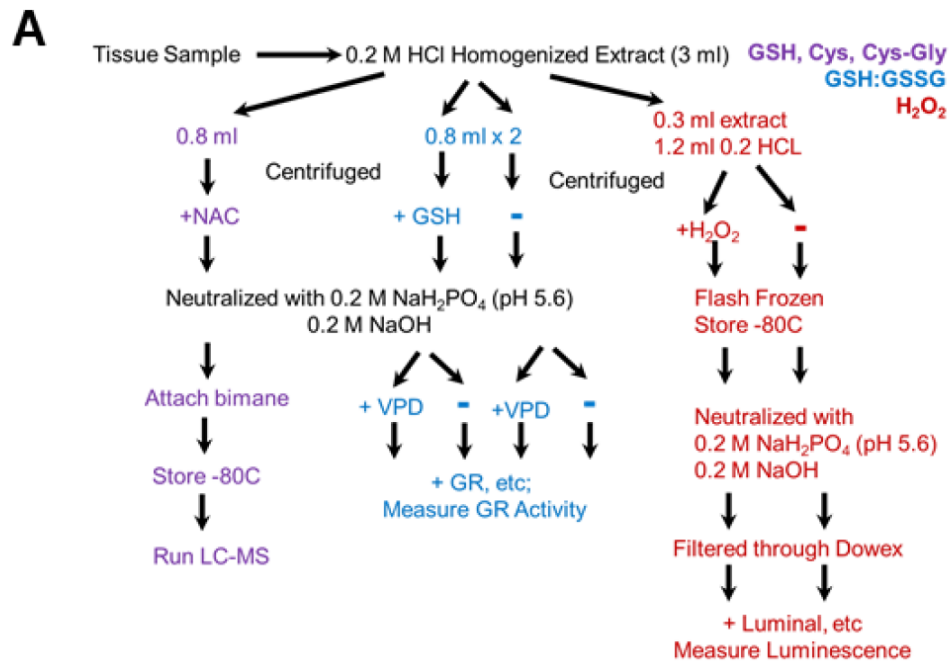 A
Tissue Sample
0.2 M HCl Homogenized Extract (3 ml)
GSH, Cys, Cys-Gly
GSH:GSSG
H₂O₂
0.8 ml
0.8 ml x 2
0.3 ml extract
1.2 ml 0.2 HCL
Centrifuged
Centrifuged
+NAC
+ GSH
-
+H₂O₂
-
Neutralized with 0.2 M NaH₂PO₄ (pH 5.6)
0.2 M NaOH
Flash Frozen
Store -80C
Attach bimane
+ VPD
-
+VPD
-
Neutralized with
0.2 M NaH₂PO₄ (pH 5.6)
0.2 M NaOH
Store -80C
+ GR, etc;
Measure GR Activity
Run LC-MS
Filtered through Dowex
+ Luminal, etc
Measure Luminescence